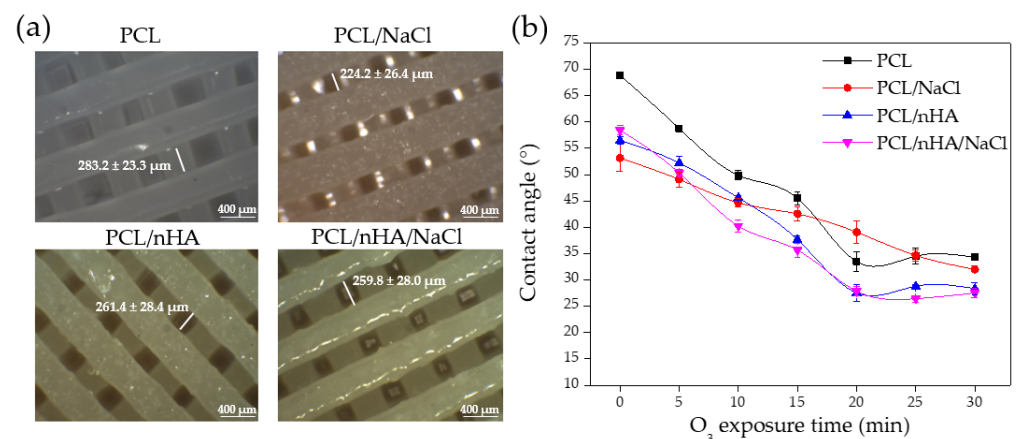 (a)
PCL
PCL/NaCl
283.2 ± 23.3 µm
400 µm
224.2 ± 26.4 µm
400 µm
PCL/nHA
PCL/nHA/NaCl
261.4 ± 28.4 µm
400 µm
259.8 ± 28.0 µm
400 µm
(b)
75
70
65
60
55
50
45
40
35
30
25
20
15
10
Contact angle (°)
PCL
PCL/NaCl
PCL/nHA
PCL/nHA/NaCl
0 5 10 15 20 25 30
O₃ exposure time (min)